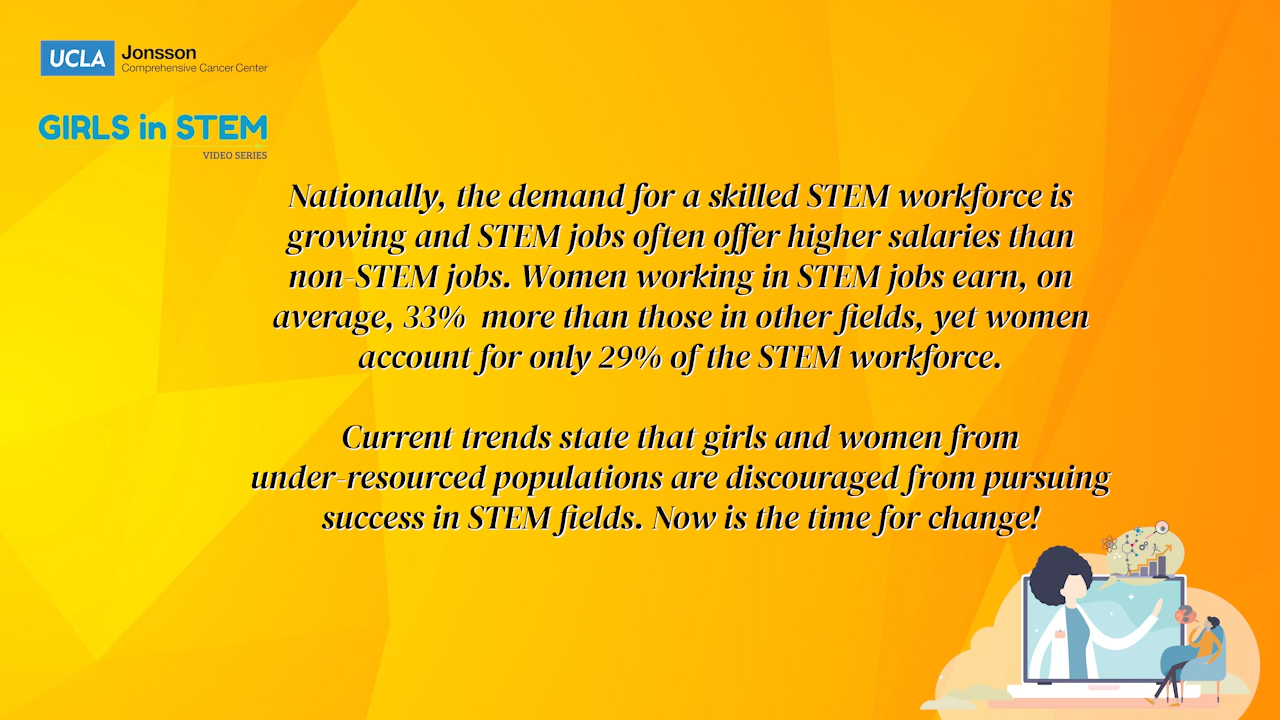 UCLA Jonsson
Comprehensive Cancer Center
GIRLS in STEM
VIDEO SERIES
Nationally, the demand for a skilled STEM workforce is
growing and STEM jobs often offer higher salaries than
non-STEM jobs. Women working in STEM jobs earn, on
average, 33% more than those in other fields, yet women
account for only 29% of the STEM workforce.
Current trends state that girls and women from
under-resourced populations are discouraged from pursuing
success in STEM fields. Now is the time for change!